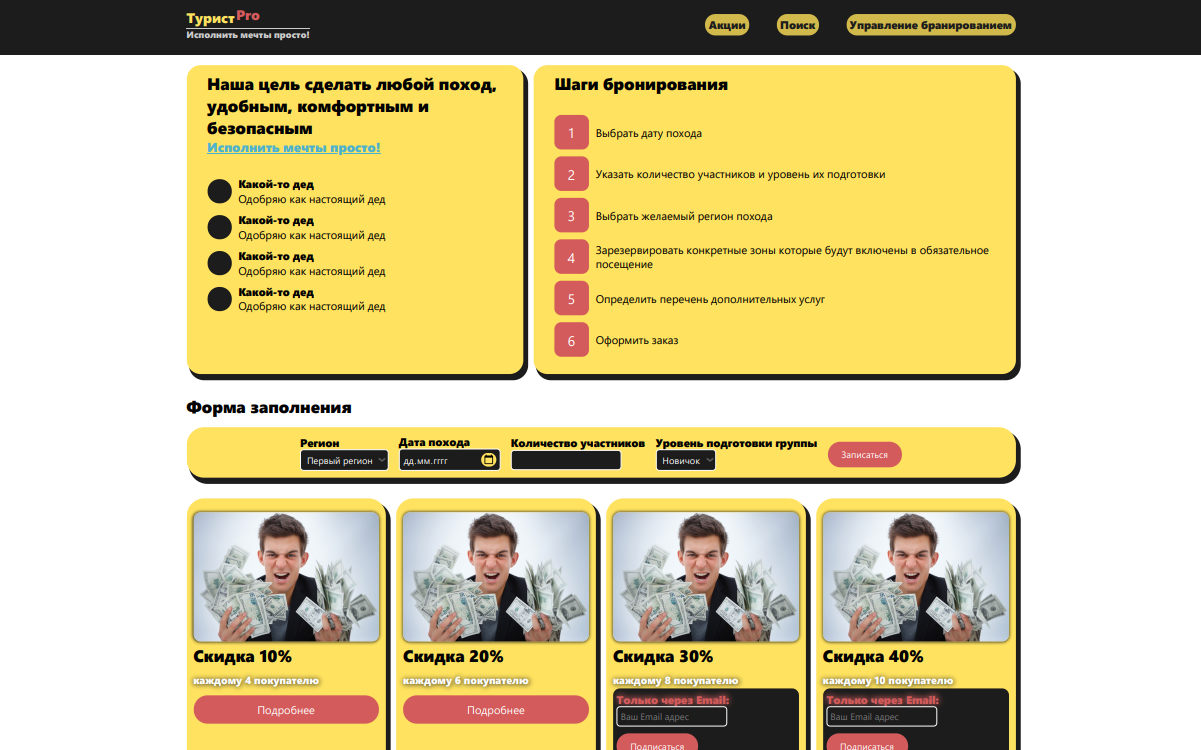 ТуристPro
Исполнить мечты просто!
Акции
Поиск
Управление бранированием
Наша цель сделать любой поход,
удобным, комфортным и
безопасным
Исполнить мечты просто!
Какой-то дед
Одобряю как настоящий дед
Какой-то дед
Одобряю как настоящий дед
Какой-то дед
Одобряю как настоящий дед
Какой-то дед
Одобряю как настоящий дед
Шаги бронирования
1 Выбрать дату похода
2 Указать количество участников и уровень их подготовки
3 Выбрать желаемый регион похода
4 Зарезервировать конкретные зоны которые будут включены в обязательное
посещение
5 Определить перечень дополнительных услуг
6 Оформить заказ
Форма заполнения
Регион
Первый регион
Дата похода
дд.мм.гггг
Количество участников
Уровень подготовки группы
Новичок
Записаться
Скидка 10%
каждому 4 покупателю
Подробнее
Скидка 20%
каждому 6 покупателю
Подробнее
Скидка 30%
каждому 8 покупателю
Только через Email:
Ваш Email адрес
Подписаться
Скидка 40%
каждому 10 покупателю
Только через Email:
Ваш Email адрес
Подписаться